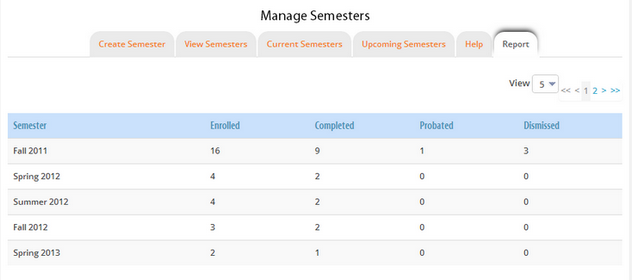 Manage Semesters
Create Semester View Semesters Current Semesters Upcoming Semesters Help Report
View 5 << < 1 2 > >>
Semester Enrolled Completed Probated Dismissed
Fall 2011 16 9 1 3
Spring 2012 4 2 0 0
Summer 2012 4 2 0 0
Fall 2012 3 2 0 0
Spring 2013 2 1 0 0